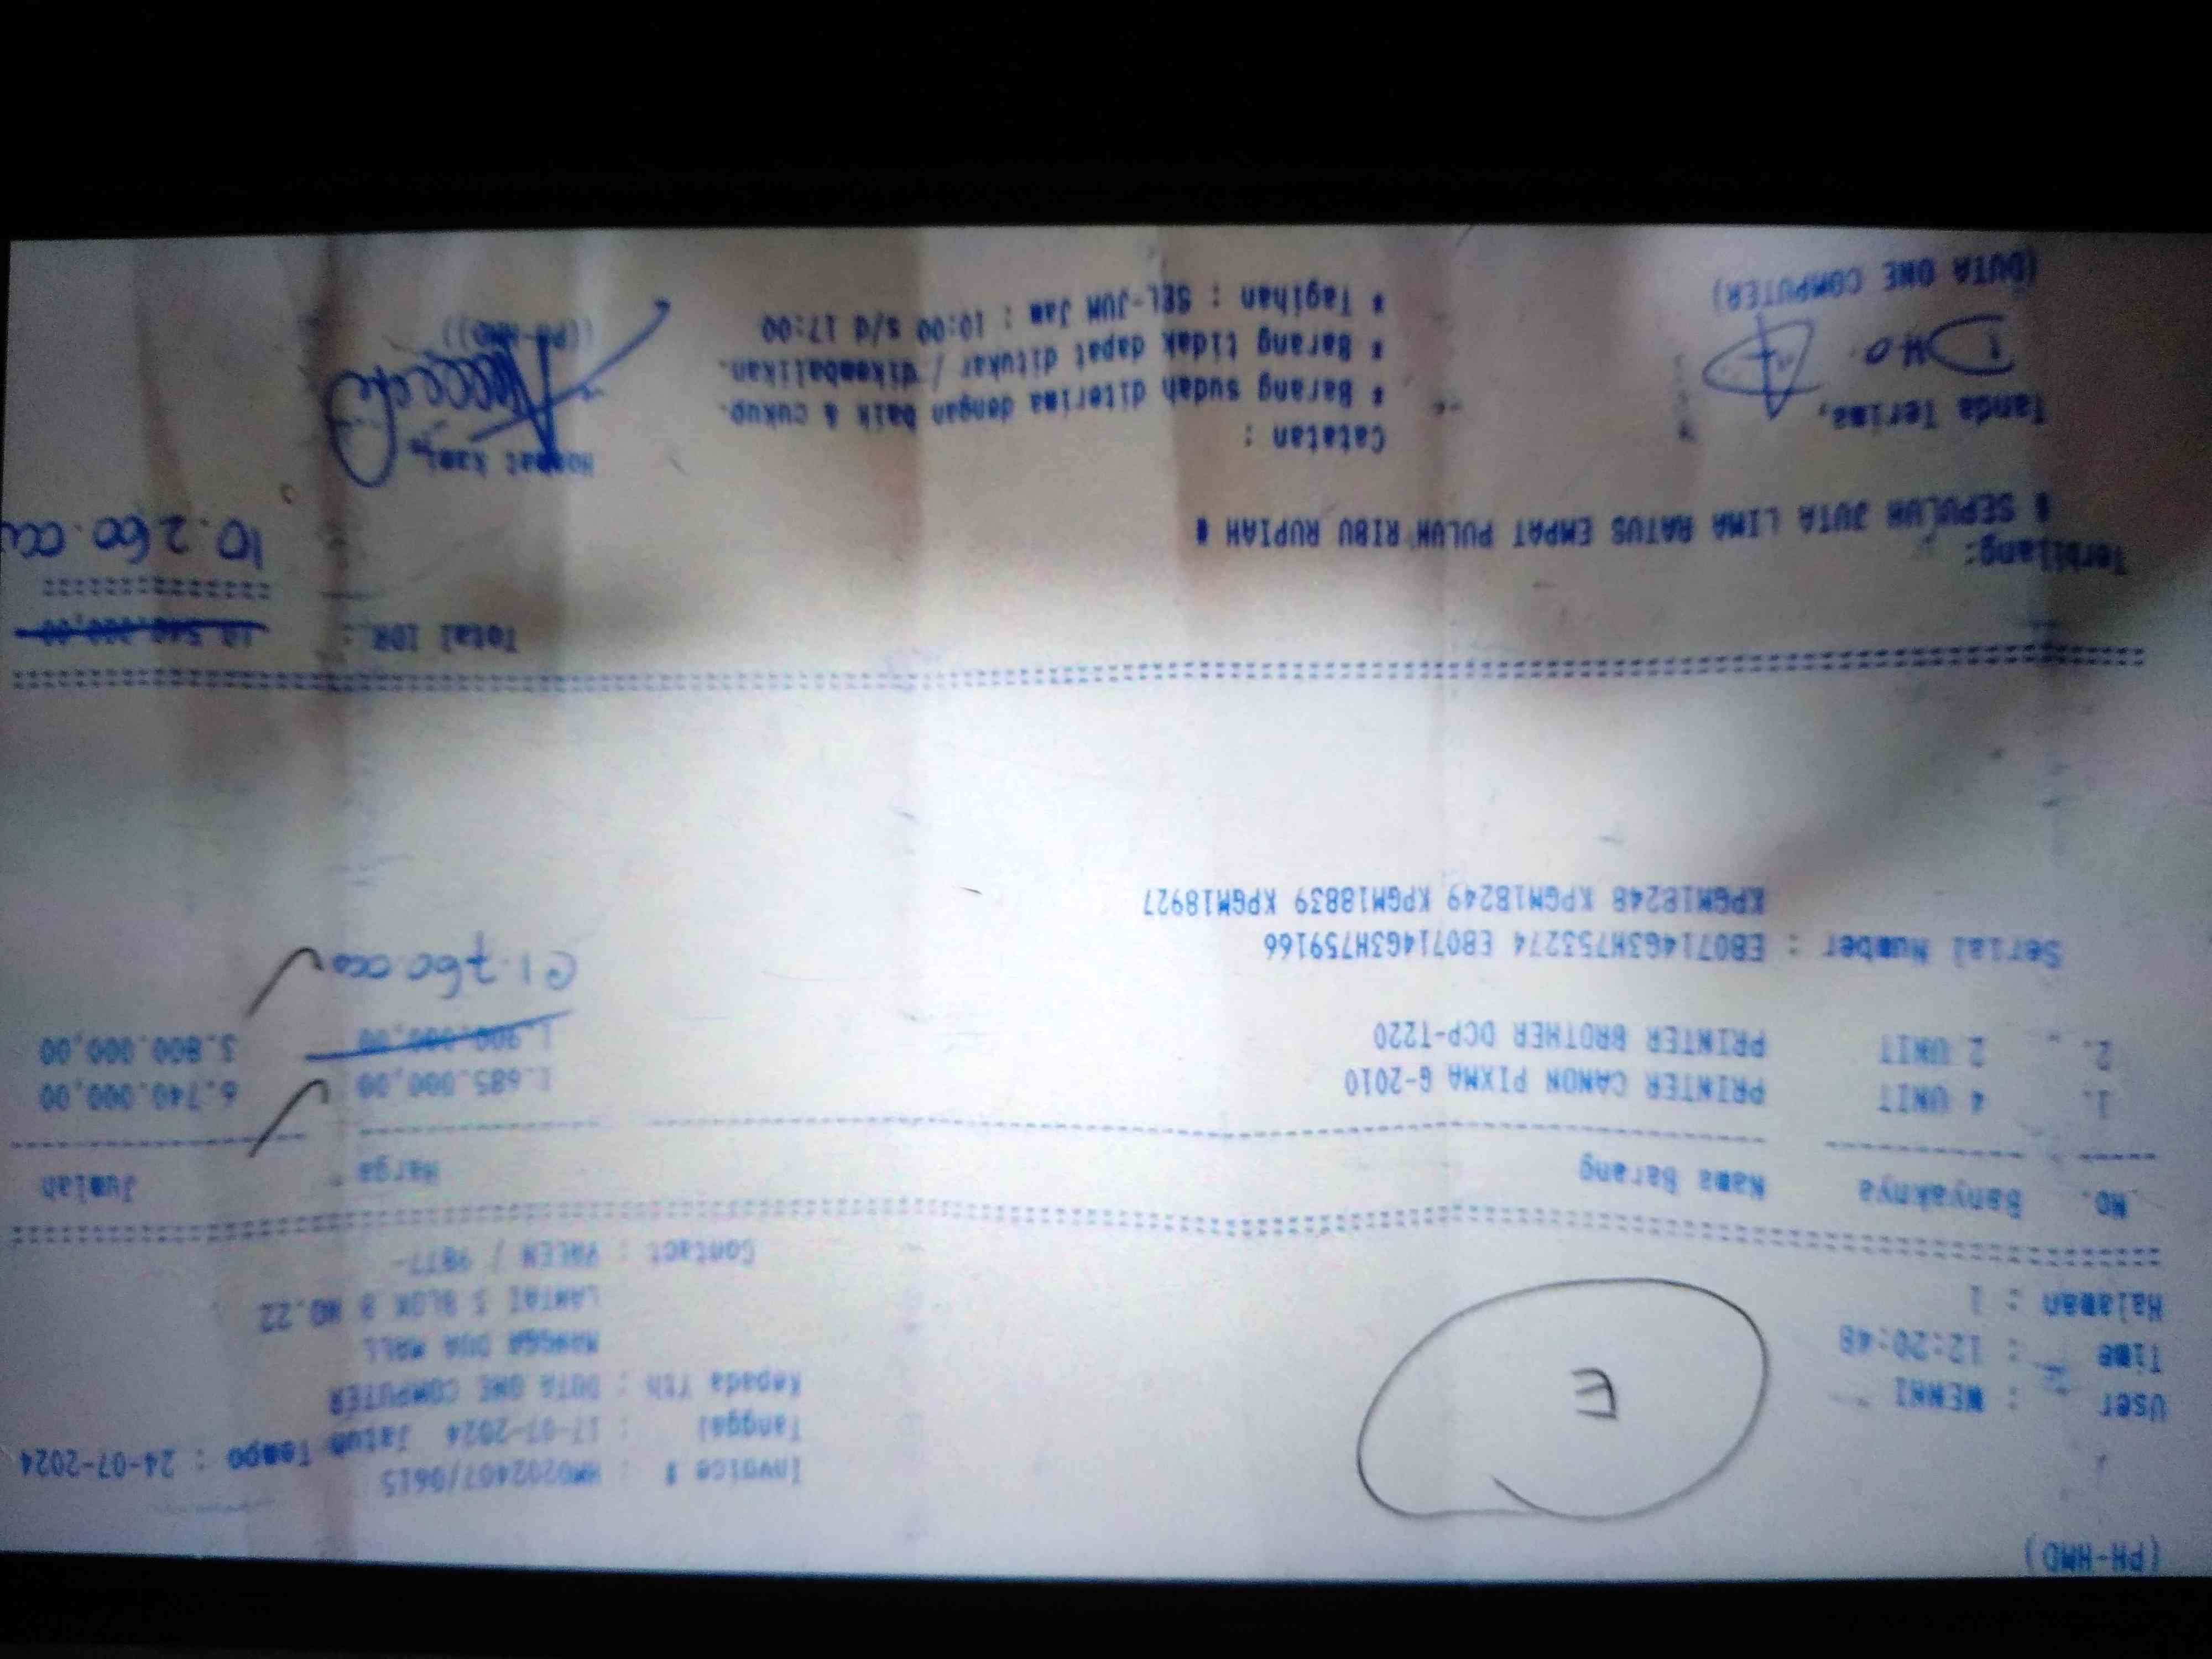 (PH-HMD)
Invoice # : HMD202407/0615
Tanggal : 17-07-2024 Jatuh Tempo : 24-07-2024
User : WENNI
Kepada Yth : DUTA ONE COMPUTER
Time : 12:20:48
MANGGA DUA MALL
Halaman : 1
LANTAI 5 BLOK B NO.22
Contact : VALEN / 9877-
E
NO. Banyaknya Nama Barang Harga Jumlah
1. 4 UNIT PRINTER CANON PIXMA G-2010 1.685.000,00 6.740.000,00
2. 2 UNIT PRINTER BROTHER DCP-T220 1.900.000,00 3.800.000,00
@1.760.000
Serial Number : E80714G3H753274 E80714G3H759166
KPGM18248 KPGM18249 KPGM18839 KPGM18927
Total IDR : 10.540.000,00
Terbilang:
# SEPULUH JUTA LIMA RATUS EMPAT PULUH RIBU RUPIAH #
10.260.000
Tanda Terima,
Catatan :
Hormat kami,
* Barang sudah diterima dengan baik & cukup.
* Barang tidak dapat ditukar / dikembalikan.
* Tagihan : SEL-JUM Jam : 10:00 s/d 17:00
(DUTA ONE COMPUTER)
((PH-HMD))